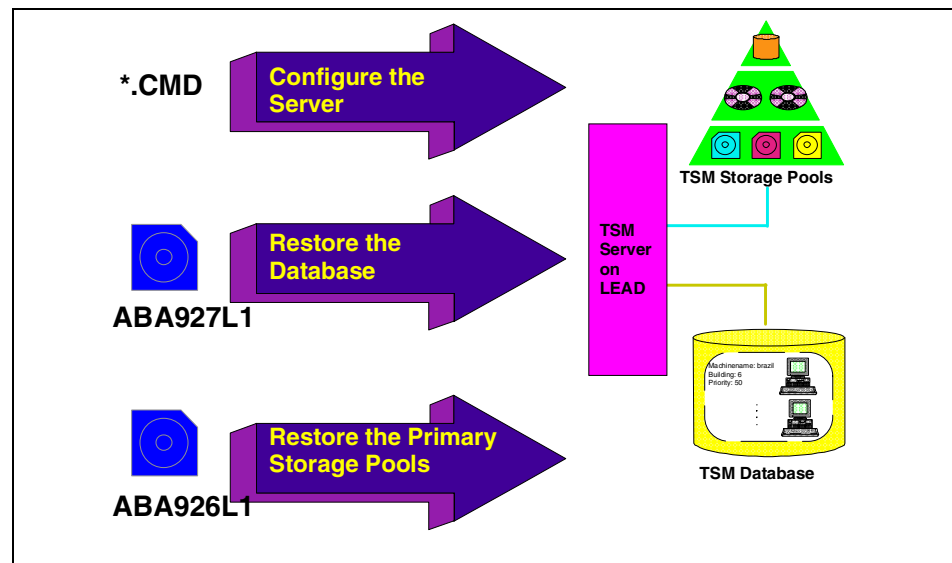 *.CMD
Configure the
Server
TSM Storage Pools
ABA927L1
Restore the
Database
TSM
Server
on
LEAD
Machinename: brazil
Building: 6
Priority: 50
TSM Database
ABA926L1
Restore the Primary
Storage Pools